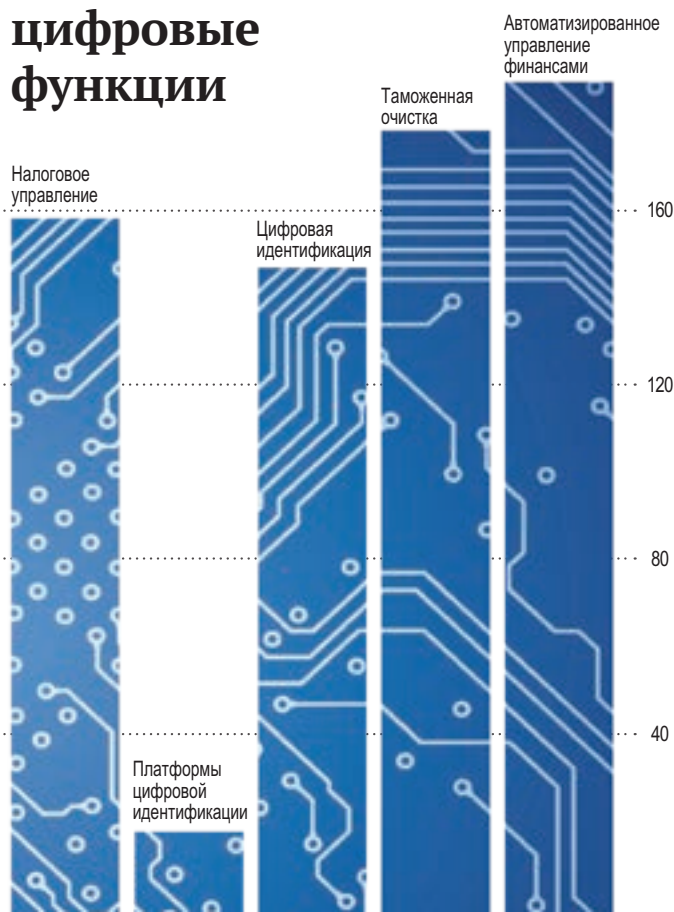 цифровые
функции
Налоговое
управление
Платформы
цифровой
идентификации
Цифровая
идентификация
Таможенная
очистка
Автоматизированное
управление
финансами
160
120
80
40